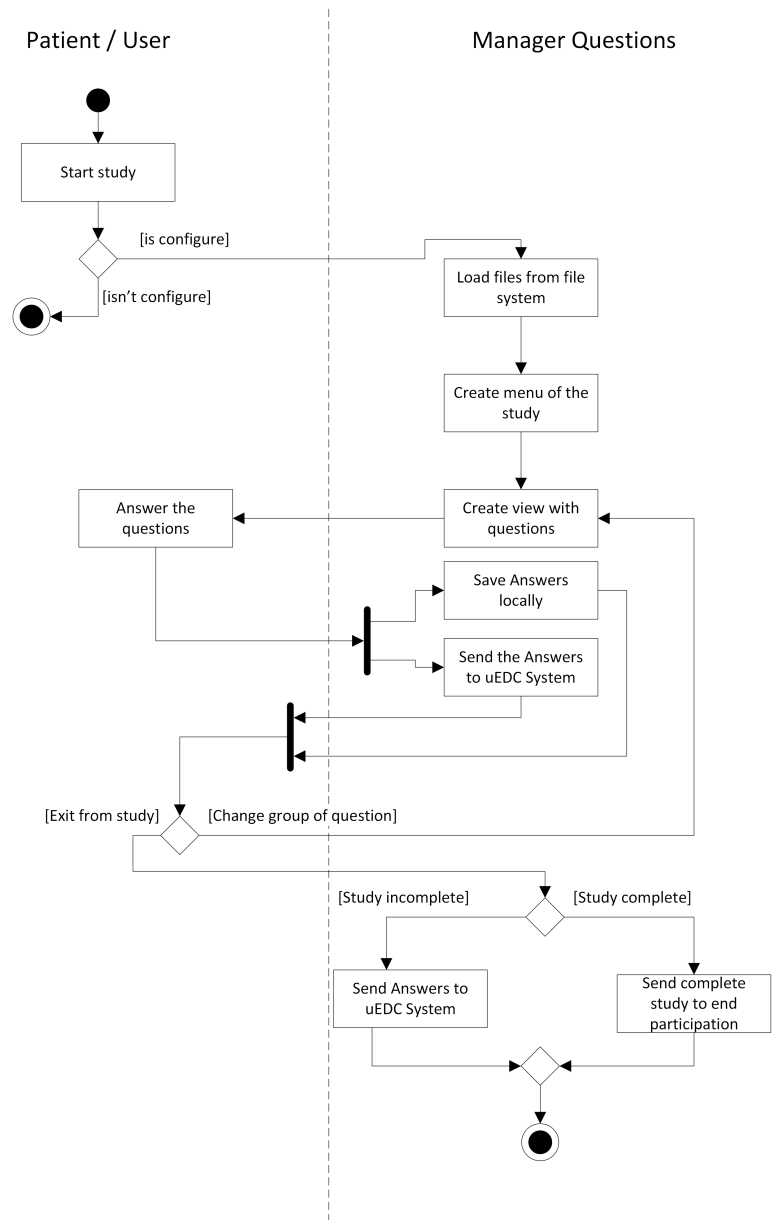 Patient / User
Manager Questions
Start study
[is configure]
[isn't configure]
Load files from file
system
Create menu of the
study
Answer the
questions
Create view with
questions
Save Answers
locally
Send the Answers
to uEDC System
[Exit from study]
[Change group of question]
[Study incomplete]
[Study complete]
Send Answers to
uEDC System
Send complete
study to end
participation